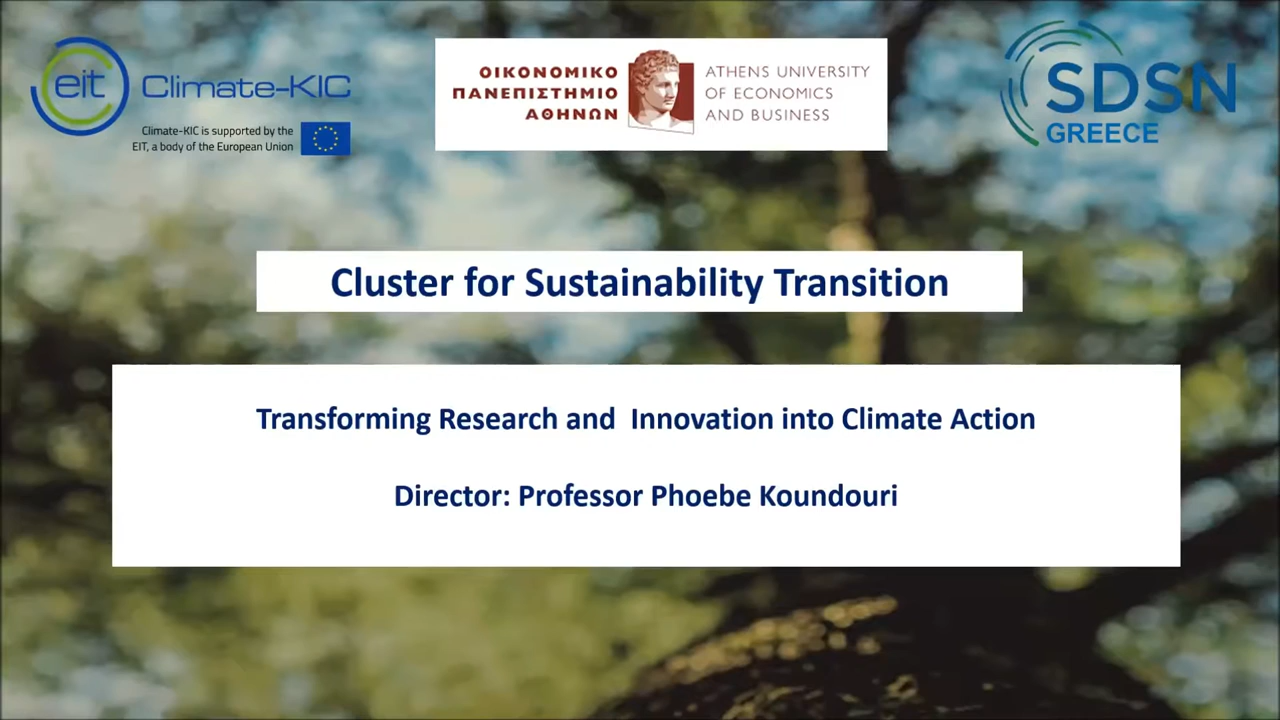 eit Climate-KIC
Climate-KIC is supported by the
EIT, a body of the European Union
ΟΙΚΟΝΟΜΙΚΟ
ΠΑΝΕΠΙΣΤΗΜΙΟ
ΑΘΗΝΩΝ
ATHENS UNIVERSITY
OF ECONOMICS
AND BUSINESS
SDSN
GREECE
Cluster for Sustainability Transition
Transforming Research and  Innovation into Climate Action
Director: Professor Phoebe Koundouri